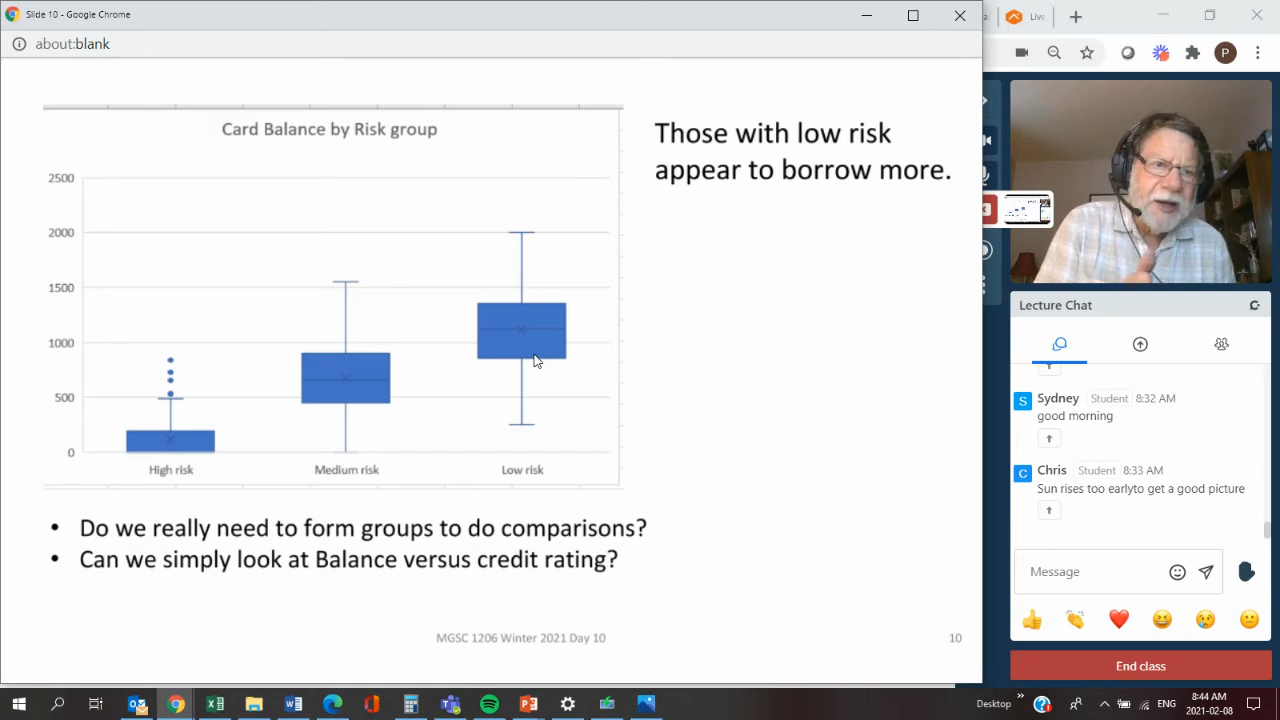 Slide 10 - Google Chrome
Live
about:blank
P
Card Balance by Risk group
2500
2000
1500
1000
500
0
High risk
Medium risk
Low risk
Those with low risk
appear to borrow more.
• Do we really need to form groups to do comparisons?
• Can we simply look at Balance versus credit rating?
MGSC 1206 Winter 2021 Day 10
10
Lecture Chat
S
Sydney Student 8:32 AM
good morning
C
Chris Student 8:33 AM
Sun rises too earlyto get a good picture
Message
End class
Desktop
ENG
8:44 AM
2021-02-08